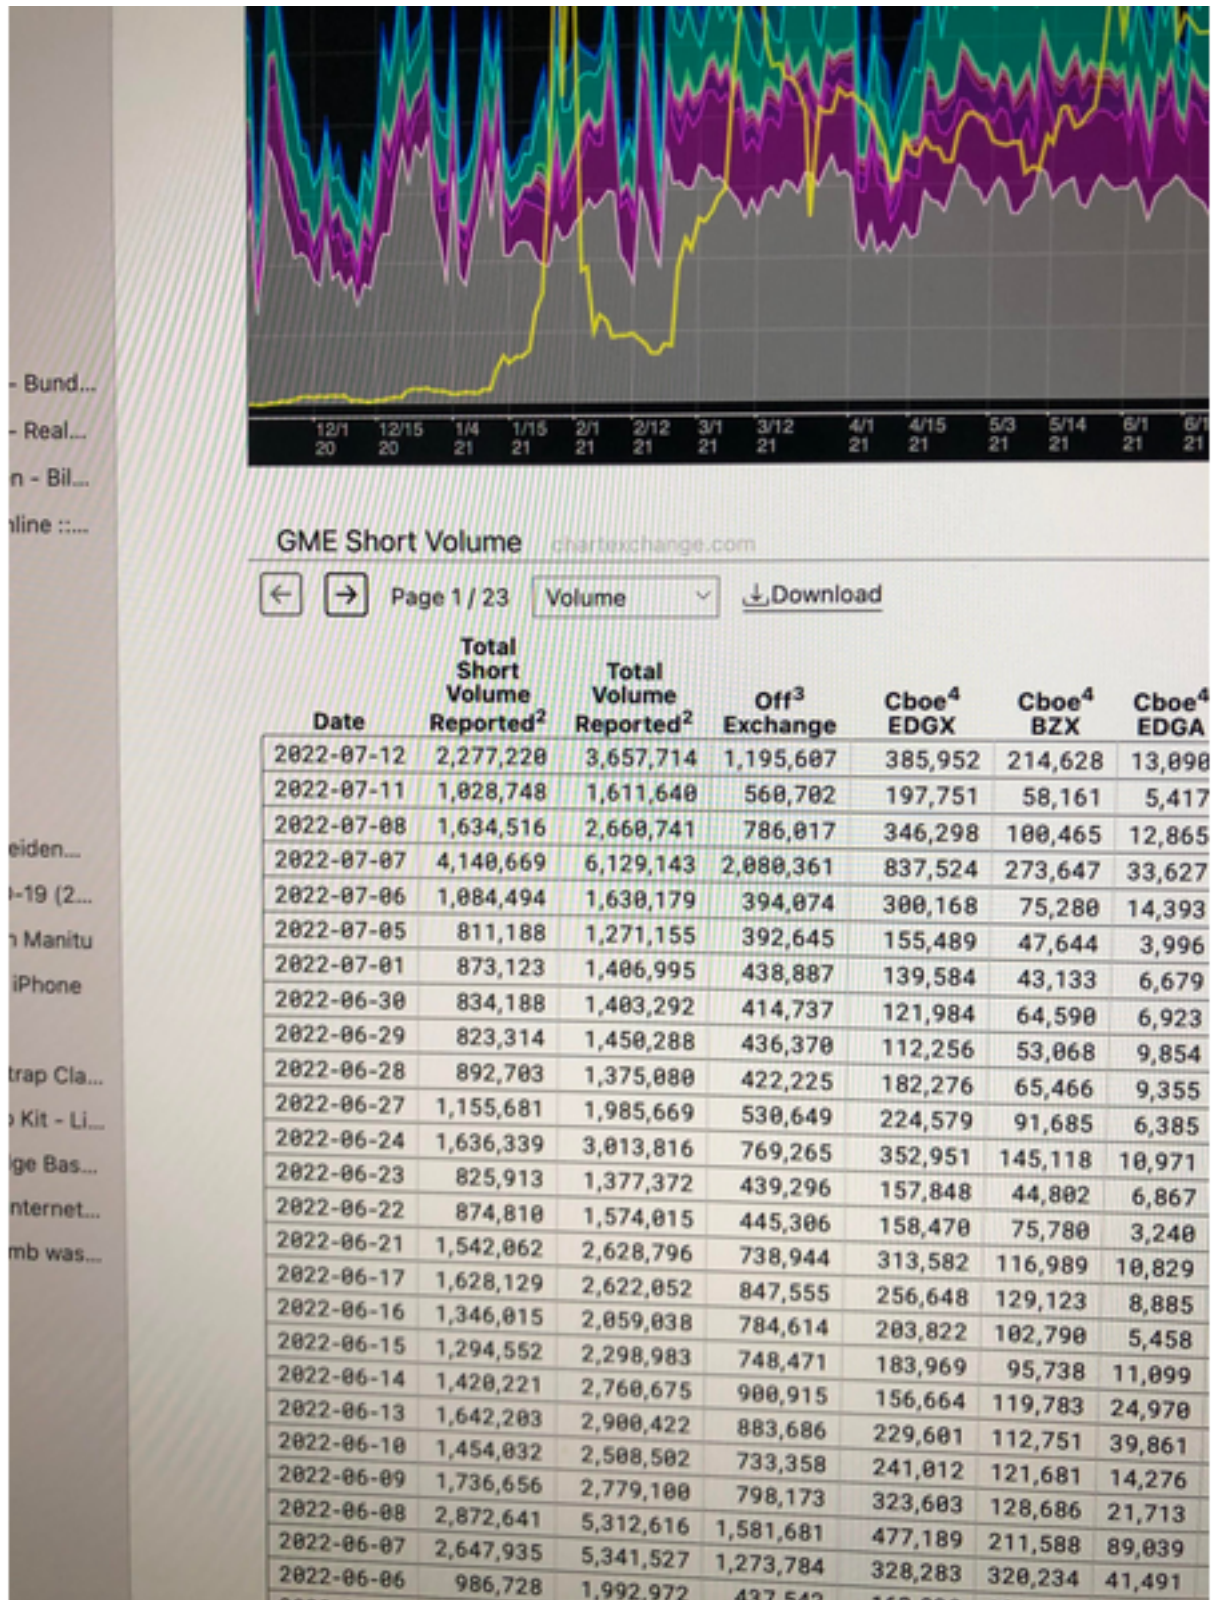 - Bund...
- Real...
n - Bil...
nline ::...
eiden...
0-19 (2...
n Manitu
iPhone
trap Cla...
Kit - Li...
ge Bas...
nternet...
mb was...
12/1 20 12/15 20 1/4 21 1/15 21 2/1 21 2/12 21 3/1 21 3/12 21 4/1 21 4/15 21 5/3 21 5/14 21 6/1 21 6/1 21
GME Short Volume chartexchange.com
← → Page 1 / 23 Volume Download
Date Total Short Volume Reported2 Total Volume Reported2 Off3 Exchange Cboe4 EDGX Cboe4 BZX Cboe4 EDGA
2022-07-12 2,277,220 3,657,714 1,195,607 385,952 214,628 13,090
2022-07-11 1,028,748 1,611,640 560,702 197,751 58,161 5,417
2022-07-08 1,634,516 2,660,741 786,017 346,298 100,465 12,865
2022-07-07 4,140,669 6,129,143 2,080,361 837,524 273,647 33,627
2022-07-06 1,084,494 1,630,179 394,074 300,168 75,280 14,393
2022-07-05 811,188 1,271,155 392,645 155,489 47,644 3,996
2022-07-01 873,123 1,406,995 438,887 139,584 43,133 6,679
2022-06-30 834,188 1,403,292 414,737 121,984 64,590 6,923
2022-06-29 823,314 1,450,288 436,370 112,256 53,068 9,854
2022-06-28 892,703 1,375,080 422,225 182,276 65,466 9,355
2022-06-27 1,155,681 1,985,669 530,649 224,579 91,685 6,385
2022-06-24 1,636,339 3,013,816 769,265 352,951 145,118 10,971
2022-06-23 825,913 1,377,372 439,296 157,848 44,802 6,867
2022-06-22 874,810 1,574,015 445,306 158,470 75,780 3,240
2022-06-21 1,542,062 2,628,796 738,944 313,582 116,989 10,829
2022-06-17 1,628,129 2,622,052 847,555 256,648 129,123 8,885
2022-06-16 1,346,015 2,059,038 784,614 203,822 102,790 5,458
2022-06-15 1,294,552 2,298,983 748,471 183,969 95,738 11,099
2022-06-14 1,420,221 2,760,675 900,915 156,664 119,783 24,970
2022-06-13 1,642,203 2,900,422 883,686 229,601 112,751 39,861
2022-06-10 1,454,032 2,508,502 733,358 241,012 121,681 14,276
2022-06-09 1,736,656 2,779,100 798,173 323,603 128,686 21,713
2022-06-08 2,872,641 5,312,616 1,581,681 477,189 211,588 89,039
2022-06-07 2,647,935 5,341,527 1,273,784 328,283 320,234 41,491
2022-06-06 986,728 1,992,972 437,542